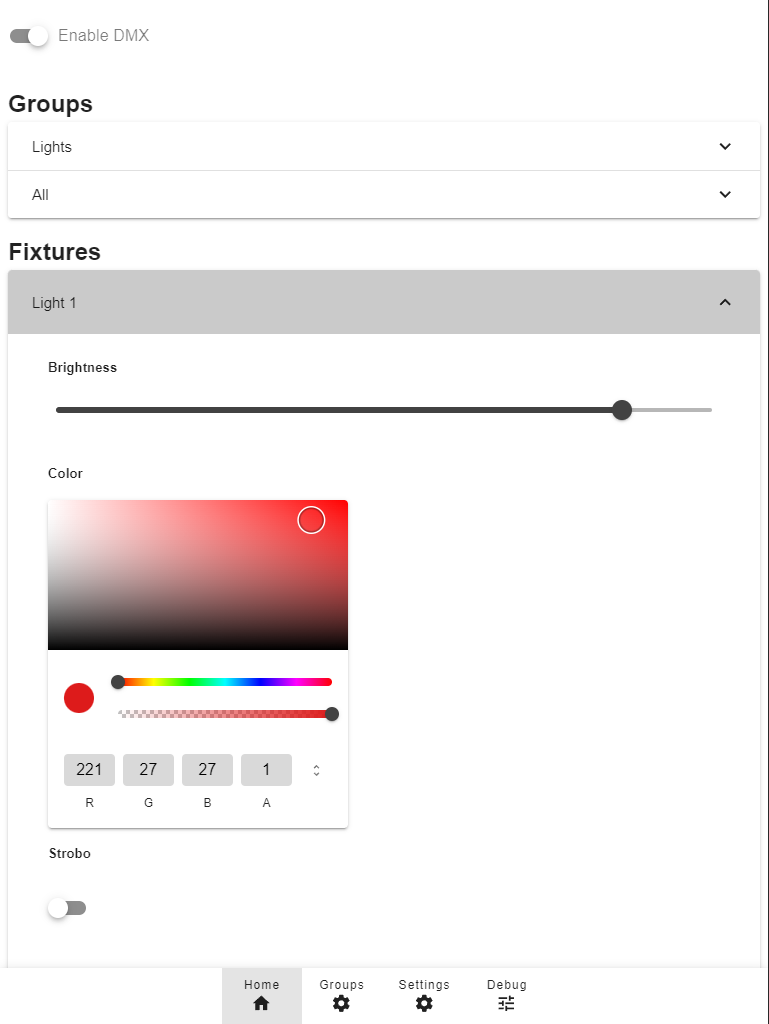 Enable DMX
Groups
Lights
All
Fixtures
Light 1
Brightness
Color
221 27 27 1
R G B A
Strobo
Home Groups Settings Debug